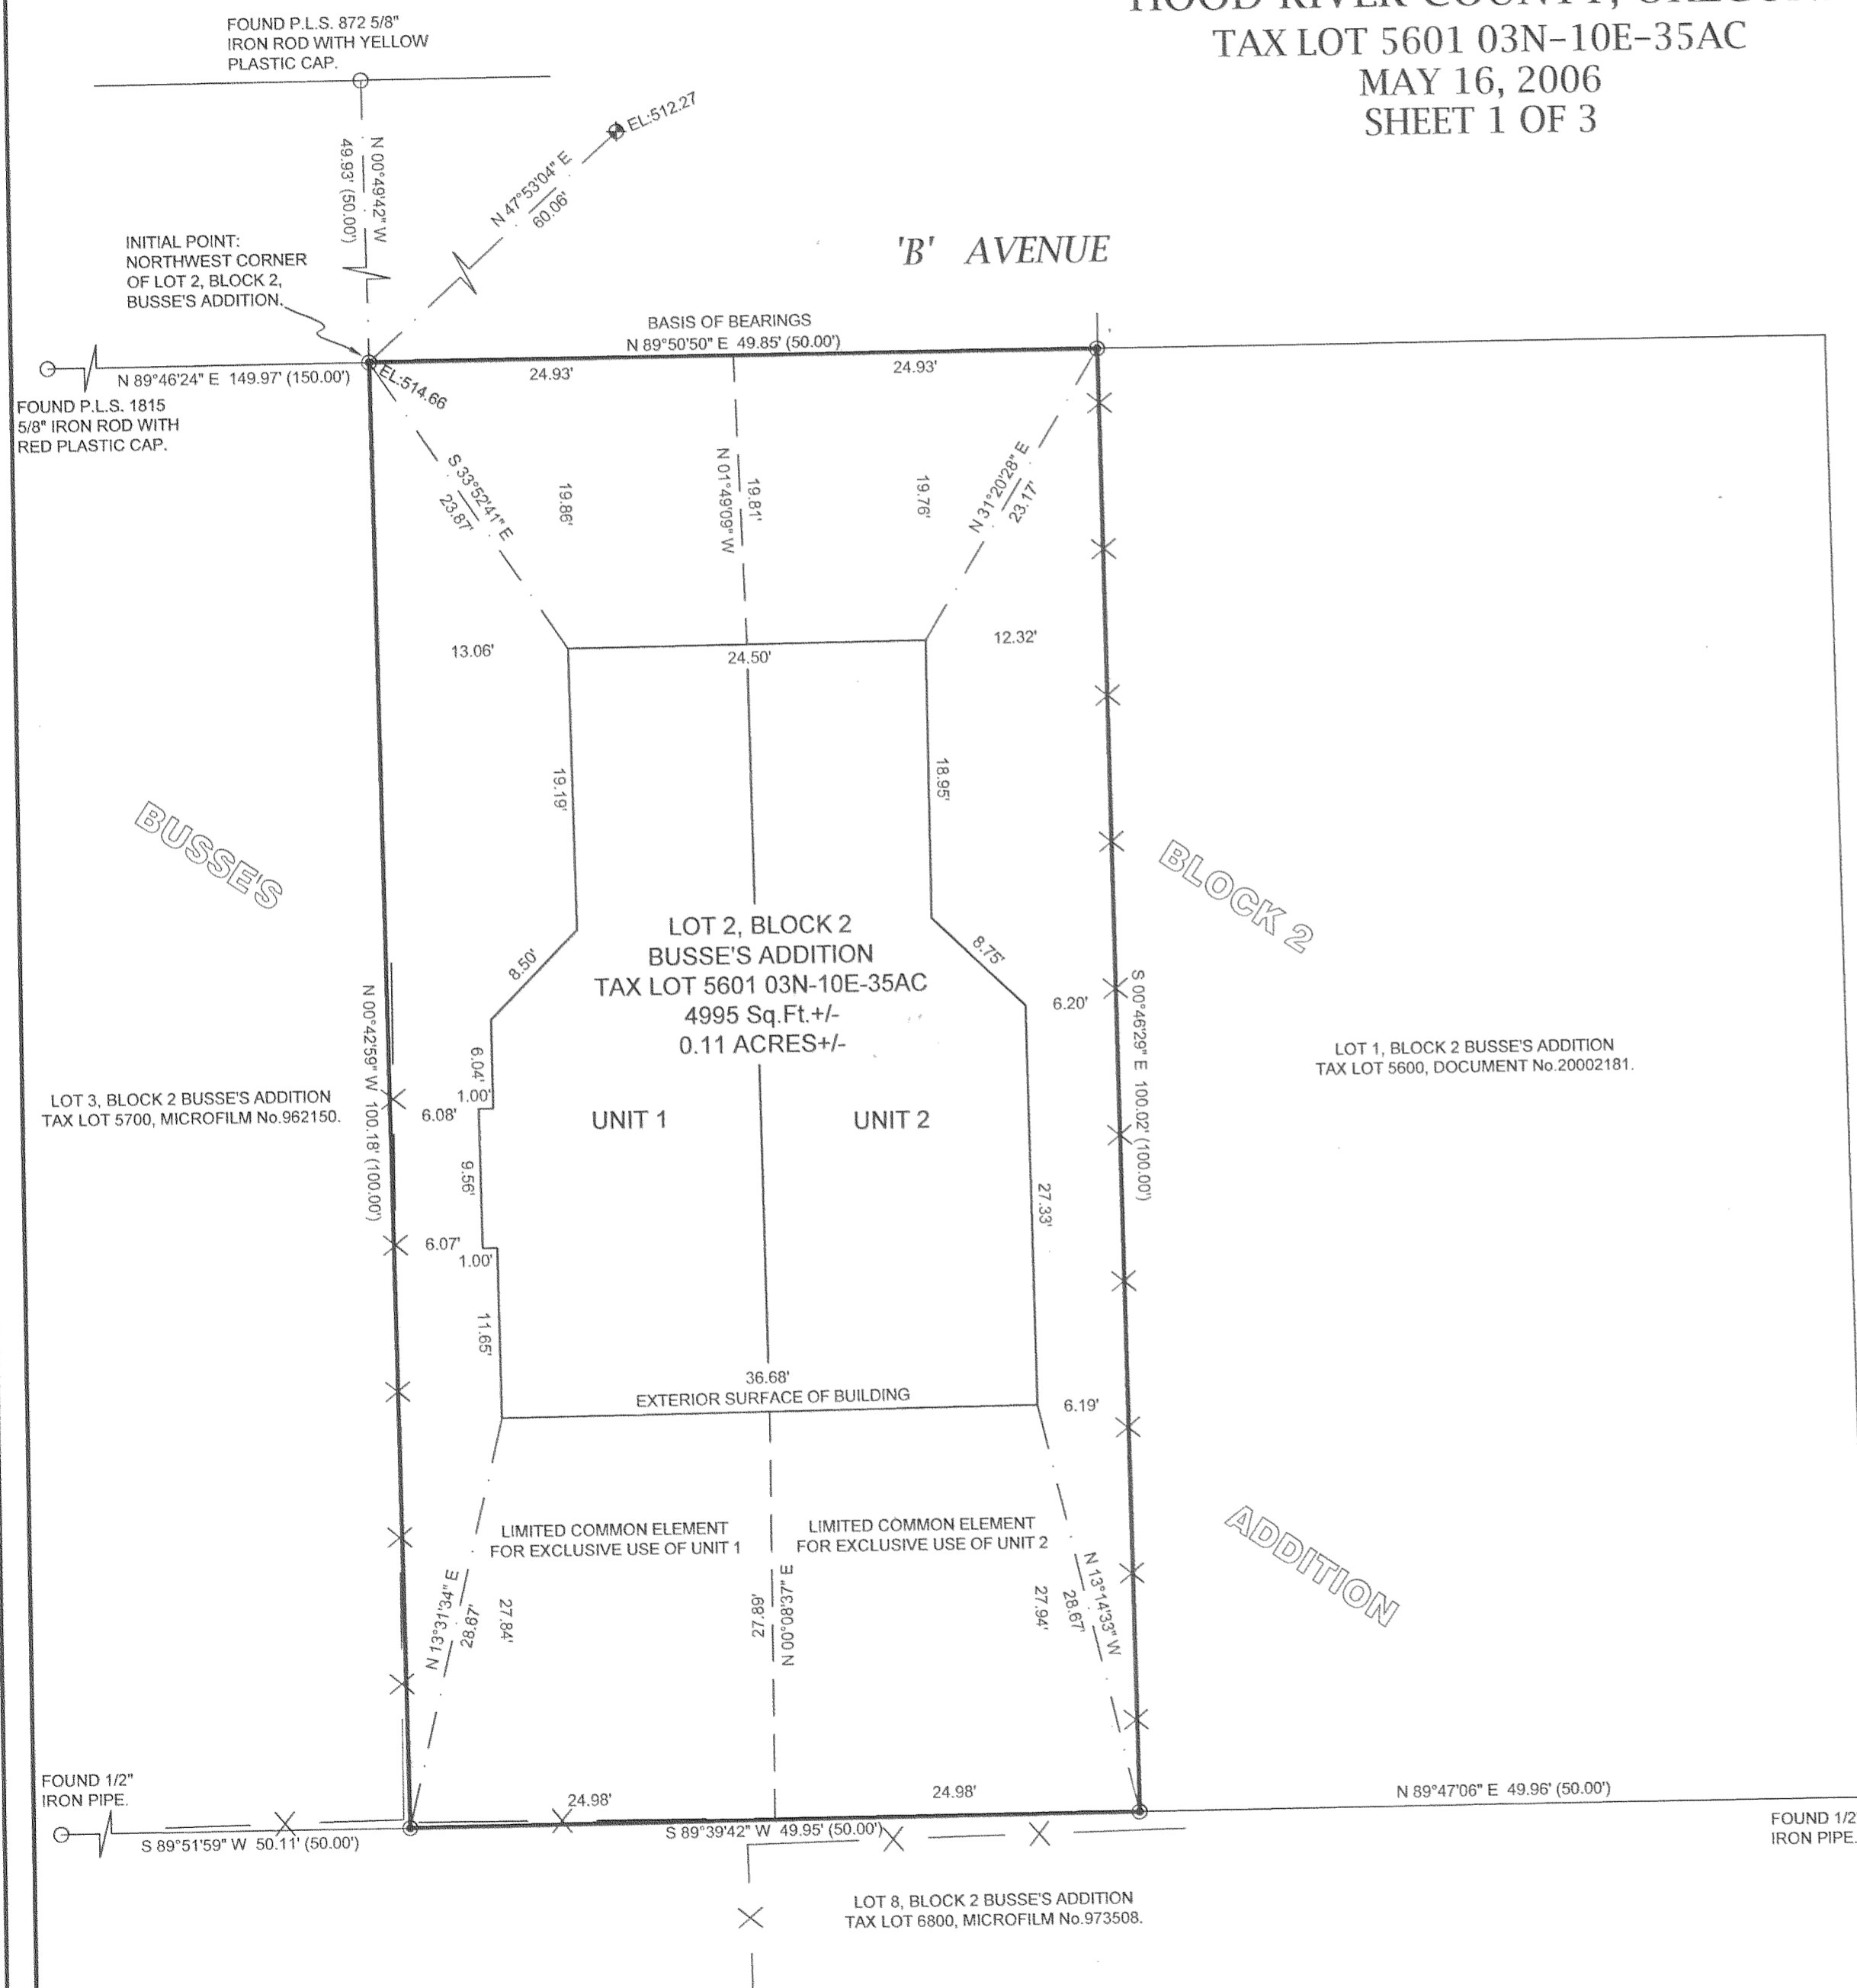 HOOD RIVER COUNTY, OREGON
TAX LOT 5601 03N-10E-35AC
MAY 16, 2006
SHEET 1 OF 3
FOUND P.L.S. 872 5/8"
IRON ROD WITH YELLOW
PLASTIC CAP.
EL:512.27
N 00°49'42" W
49.93' (50.00')
N 47°53'04" E
60.06'
INITIAL POINT:
NORTHWEST CORNER
OF LOT 2, BLOCK 2,
BUSSE'S ADDITION.
'B' AVENUE
BASIS OF BEARINGS
N 89°50'50" E 49.85' (50.00')
24.93'
24.93'
N 89°46'24" E 149.97' (150.00')
EL:514.66
FOUND P.L.S. 1815
5/8" IRON ROD WITH
RED PLASTIC CAP.
S 33°52'41" E
23.87'
19.86'
N 01°49'09" W
19.81'
19.76'
N 31°20'28" E
23.17'
13.06'
24.50'
12.32'
19.19'
18.95'
BUSSE'S
BLOCK 2
8.50'
8.75'
LOT 2, BLOCK 2
BUSSE'S ADDITION
TAX LOT 5601 03N-10E-35AC
4995 Sq.Ft.+/-
0.11 ACRES+/-
6.20'
N 00°42'59" W 100.18' (100.00')
S 00°46'29" E 100.02' (100.00')
LOT 1, BLOCK 2 BUSSE'S ADDITION
TAX LOT 5600, DOCUMENT No.20002181.
6.04'
1.00'
LOT 3, BLOCK 2 BUSSE'S ADDITION
TAX LOT 5700, MICROFILM No.962150.
6.08'
UNIT 1
UNIT 2
9.56'
27.33'
6.07'
1.00'
11.65'
36.68'
EXTERIOR SURFACE OF BUILDING
6.19'
LIMITED COMMON ELEMENT
FOR EXCLUSIVE USE OF UNIT 1
LIMITED COMMON ELEMENT
FOR EXCLUSIVE USE OF UNIT 2
ADDITION
N 13°31'34" E
28.67'
27.84'
27.89'
N 00°08'37" E
27.94'
N 13°14'33" W
28.67'
FOUND 1/2"
IRON PIPE.
24.98'
24.98'
N 89°47'06" E 49.96' (50.00')
S 89°51'59" W 50.11' (50.00')
S 89°39'42" W 49.95' (50.00')
FOUND 1/2"
IRON PIPE.
LOT 8, BLOCK 2 BUSSE'S ADDITION
TAX LOT 6800, MICROFILM No.973508.